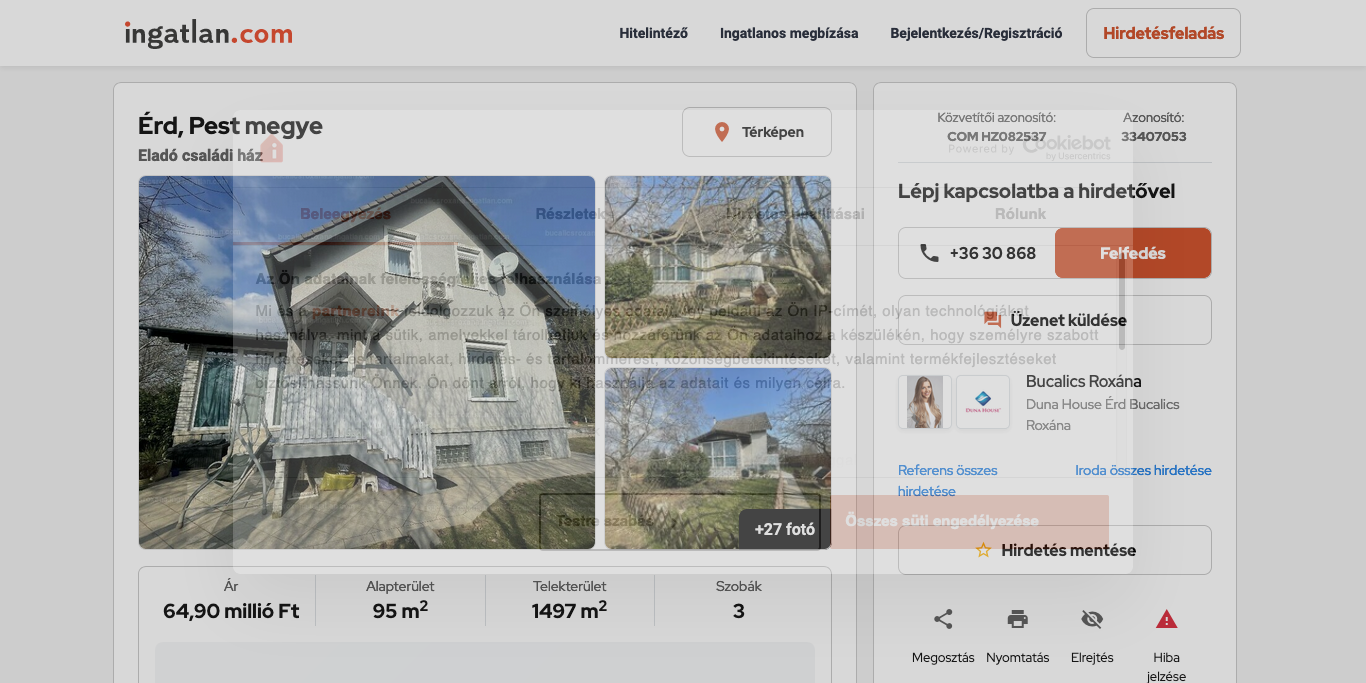 ingatlan.com
Hitelintéző
Ingatlanos megbízása
Bejelentkezés/Regisztráció
Hirdetésfeladás
Érd, Pest megye
Eladó családi ház
Térképen
+27 fotó
Ár
64,90 millió Ft
Alapterület
95 m²
Telekterület
1497 m²
Szobák
3
Közvetítői azonosító:
COM HZ082537
Azonosító:
33407053
Lépj kapcsolatba a hirdetővel
+36 30 868
Felfedés
Üzenet küldése
Bucalics Roxána
Duna House Érd Bucalics
Roxána
DUNA HOUSE
Referens összes
hirdetése
Iroda összes hirdetése
Hirdetés mentése
Megosztás
Nyomtatás
Elrejtés
Hiba
jelzése
Powered by
Cookiebot
by Usercentrics
Beleegyezés
Részletek
Rólunk
Az Ön adatainak felelősségteljes felhasználása
Mi és a partnereink feldolgozzuk az Ön személyes adatait, így például az Ön IP-címét, olyan technológiákat
használva, mint a sütik, amelyekkel tároljuk és hozzáférünk az Ön adataihoz a készülékén, hogy személyre szabott
hirdetéseket és tartalmakat, hirdetés- és tartalommérést, közönségbetekintéseket, valamint termékfejlesztéseket
biztosíthassunk Önnek. Ön dönt arról, hogy ki használja az adatait és milyen célra.
Testre szabás
Összes süti engedélyezése